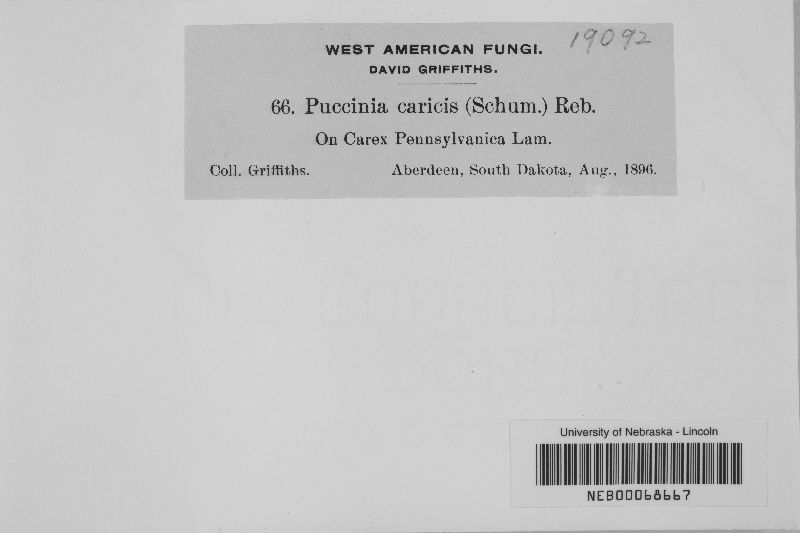 WEST AMERICAN FUNGI. 19092
DAVID GRIFFITHS.
66. Puccinia caricis (Schum.) Reb.
On Carex Pennsylvanica Lam.
Coll. Griffiths. Aberdeen, South Dakota, Aug., 1896.
University of Nebraska - Lincoln
NEB00068667